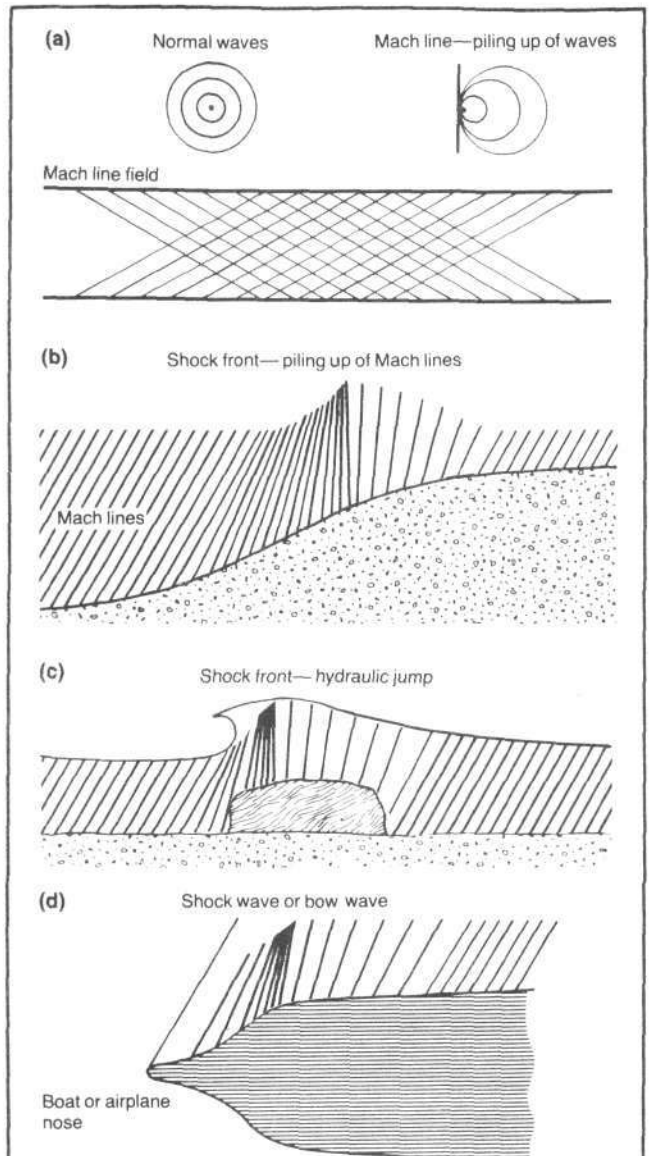 (a)
Normal waves
Mach line—piling up of waves
Mach line field
(b)
Shock front— piling up of Mach lines
Mach lines
(c)
Shock front— hydraulic jump
(d)
Shock wave or bow wave
Boat or airplane
nose